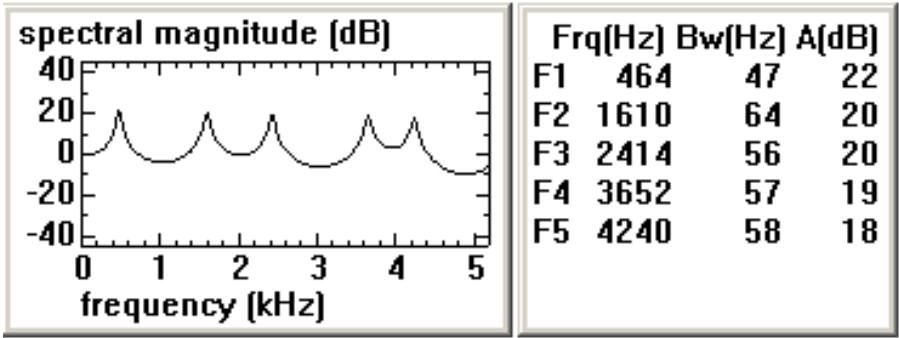 spectral magnitude (dB)
40
20
0
-20
-40
0 1 2 3 4 5
frequency (kHz)
Frq(Hz) Bw(Hz) A(dB)
F1 464 47 22
F2 1610 64 20
F3 2414 56 20
F4 3652 57 19
F5 4240 58 18